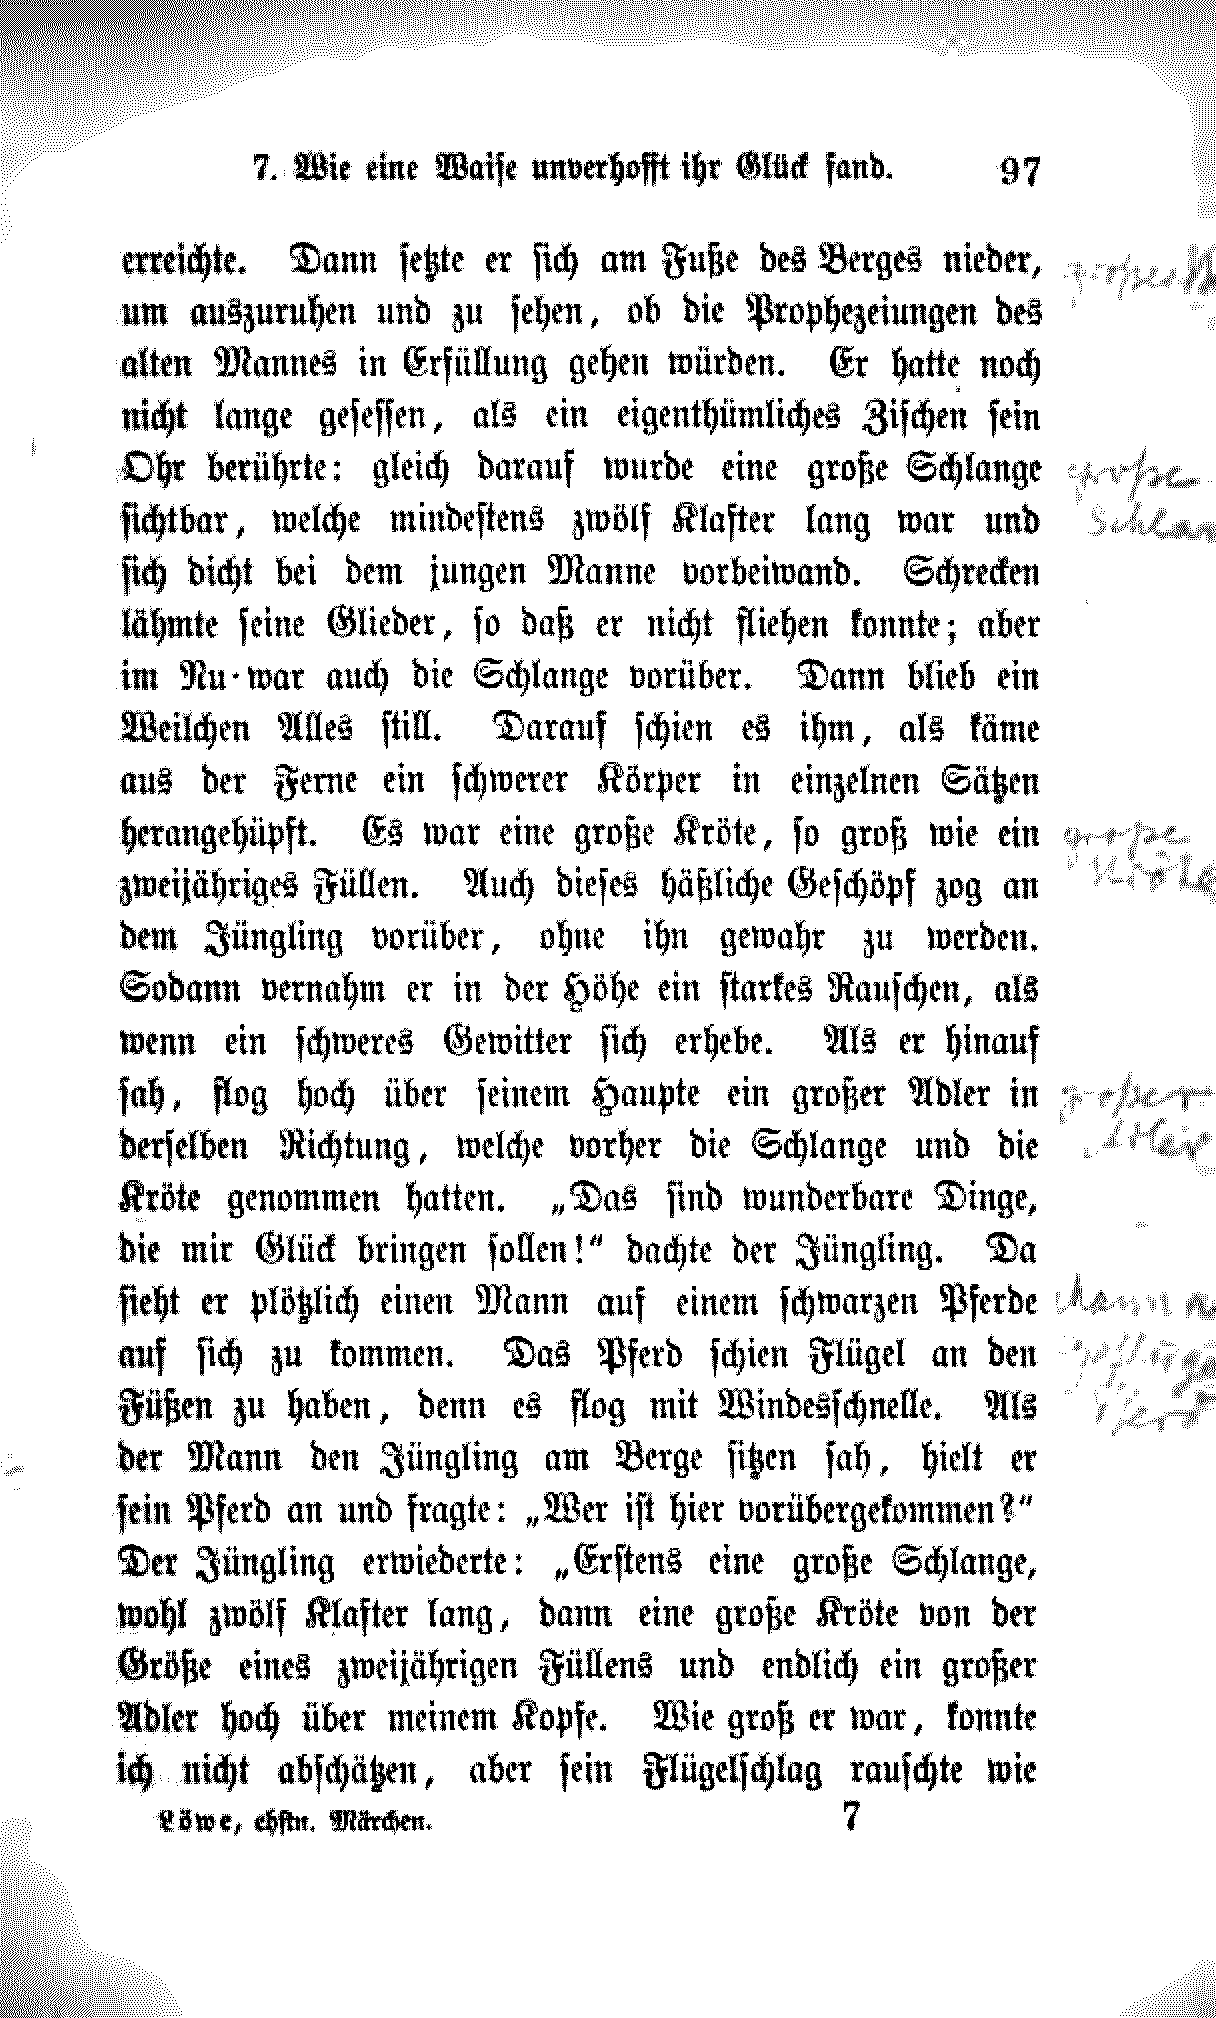 7. Wie eine Waise unverhofft ihr Glück fand. 97
erreichte. Dann setzte er sich am Fuße des Berges nieder,
um auszuruhen und zu sehen, ob die Prophezeiungen des
alten Mannes in Erfüllung gehen würden. Er hatte noch
nicht lange gesessen, als ein eigenthümliches Zischen sein
Ohr berührte: gleich darauf wurde eine große Schlange
große
sichtbar, welche mindestens zwölf Klafter lang war und
Schlan
sich dicht bei dem jungen Manne vorbeiwand. Schrecken
lähmte seine Glieder, so daß er nicht fliehen konnte; aber
im Nu war auch die Schlange vorüber. Dann blieb ein
Weilchen Alles still. Darauf schien es ihm, als käme
aus der Ferne ein schwerer Körper in einzelnen Sätzen
herangehüpft. Es war eine große Kröte, so groß wie ein
große
zweijähriges Füllen. Auch dieses häßliche Geschöpf zog an
dem Jüngling vorüber, ohne ihn gewahr zu werden.
Sodann vernahm er in der Höhe ein starkes Rauschen, als
wenn ein schweres Gewitter sich erhebe. Als er hinauf
sah, flog hoch über seinem Haupte ein großer Adler in
großer
derselben Richtung, welche vorher die Schlange und die
Kröte genommen hatten. „Das sind wunderbare Dinge,
die mir Glück bringen sollen!“ dachte der Jüngling. Da
sieht er plötzlich einen Mann auf einem schwarzen Pferde
Mann
auf sich zu kommen. Das Pferd schien Flügel an den
Füßen zu haben, denn es flog mit Windesschnelle. Als
Pferd
der Mann den Jüngling am Berge sitzen sah, hielt er
sein Pferd an und fragte: „Wer ist hier vorübergekommen?“
Der Jüngling erwiederte: „Erstens eine große Schlange,
wohl zwölf Klafter lang, dann eine große Kröte von der
Größe eines zweijährigen Füllens und endlich ein großer
Adler hoch über meinem Kopfe. Wie groß er war, konnte
ich nicht abschätzen, aber sein Flügelschlag rauschte wie
Löwe, ehstn. Märchen. 7